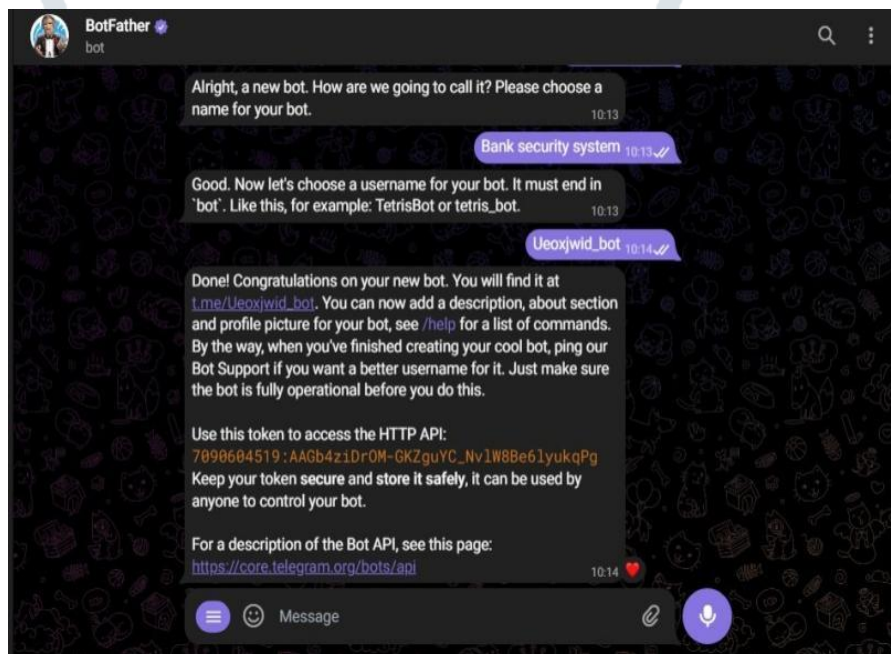 BotFather
bot
Alright, a new bot. How are we going to call it? Please choose a
name for your bot.
10:13
Bank security system 10:13
Good. Now let's choose a username for your bot. It must end in
`bot`. Like this, for example: TetrisBot or tetris_bot.
10:13
Ueoxjwid_bot 10:14
Done! Congratulations on your new bot. You will find it at
t.me/Ueoxjwid_bot. You can now add a description, about section
and profile picture for your bot, see /help for a list of commands.
By the way, when you've finished creating your cool bot, ping our
Bot Support if you want a better username for it. Just make sure
the bot is fully operational before you do this.
Use this token to access the HTTP API:
7090604519:AAGb4ziDrOM-GKZguYC_NvlW8Be6lyukqPg
Keep your token secure and store it safely, it can be used by
anyone to control your bot.
For a description of the Bot API, see this page:
https://core.telegram.org/bots/api
10:14
Message